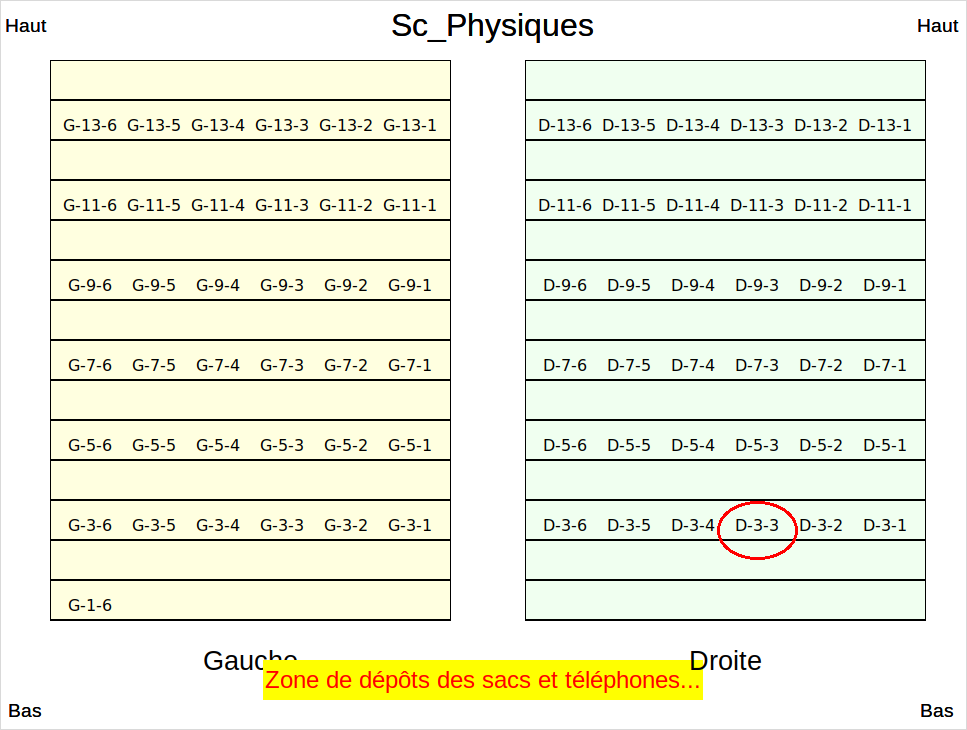 Haut Sc_Physiques Haut
G-13-6 G-13-5 G-13-4 G-13-3 G-13-2 G-13-1 D-13-6 D-13-5 D-13-4 D-13-3 D-13-2 D-13-1
G-11-6 G-11-5 G-11-4 G-11-3 G-11-2 G-11-1 D-11-6 D-11-5 D-11-4 D-11-3 D-11-2 D-11-1
G-9-6 G-9-5 G-9-4 G-9-3 G-9-2 G-9-1 D-9-6 D-9-5 D-9-4 D-9-3 D-9-2 D-9-1
G-7-6 G-7-5 G-7-4 G-7-3 G-7-2 G-7-1 D-7-6 D-7-5 D-7-4 D-7-3 D-7-2 D-7-1
G-5-6 G-5-5 G-5-4 G-5-3 G-5-2 G-5-1 D-5-6 D-5-5 D-5-4 D-5-3 D-5-2 D-5-1
G-3-6 G-3-5 G-3-4 G-3-3 G-3-2 G-3-1 D-3-6 D-3-5 D-3-4 D-3-3 D-3-2 D-3-1
G-1-6
Gauche Droite
Zone de dépôts des sacs et téléphones...
Bas Bas